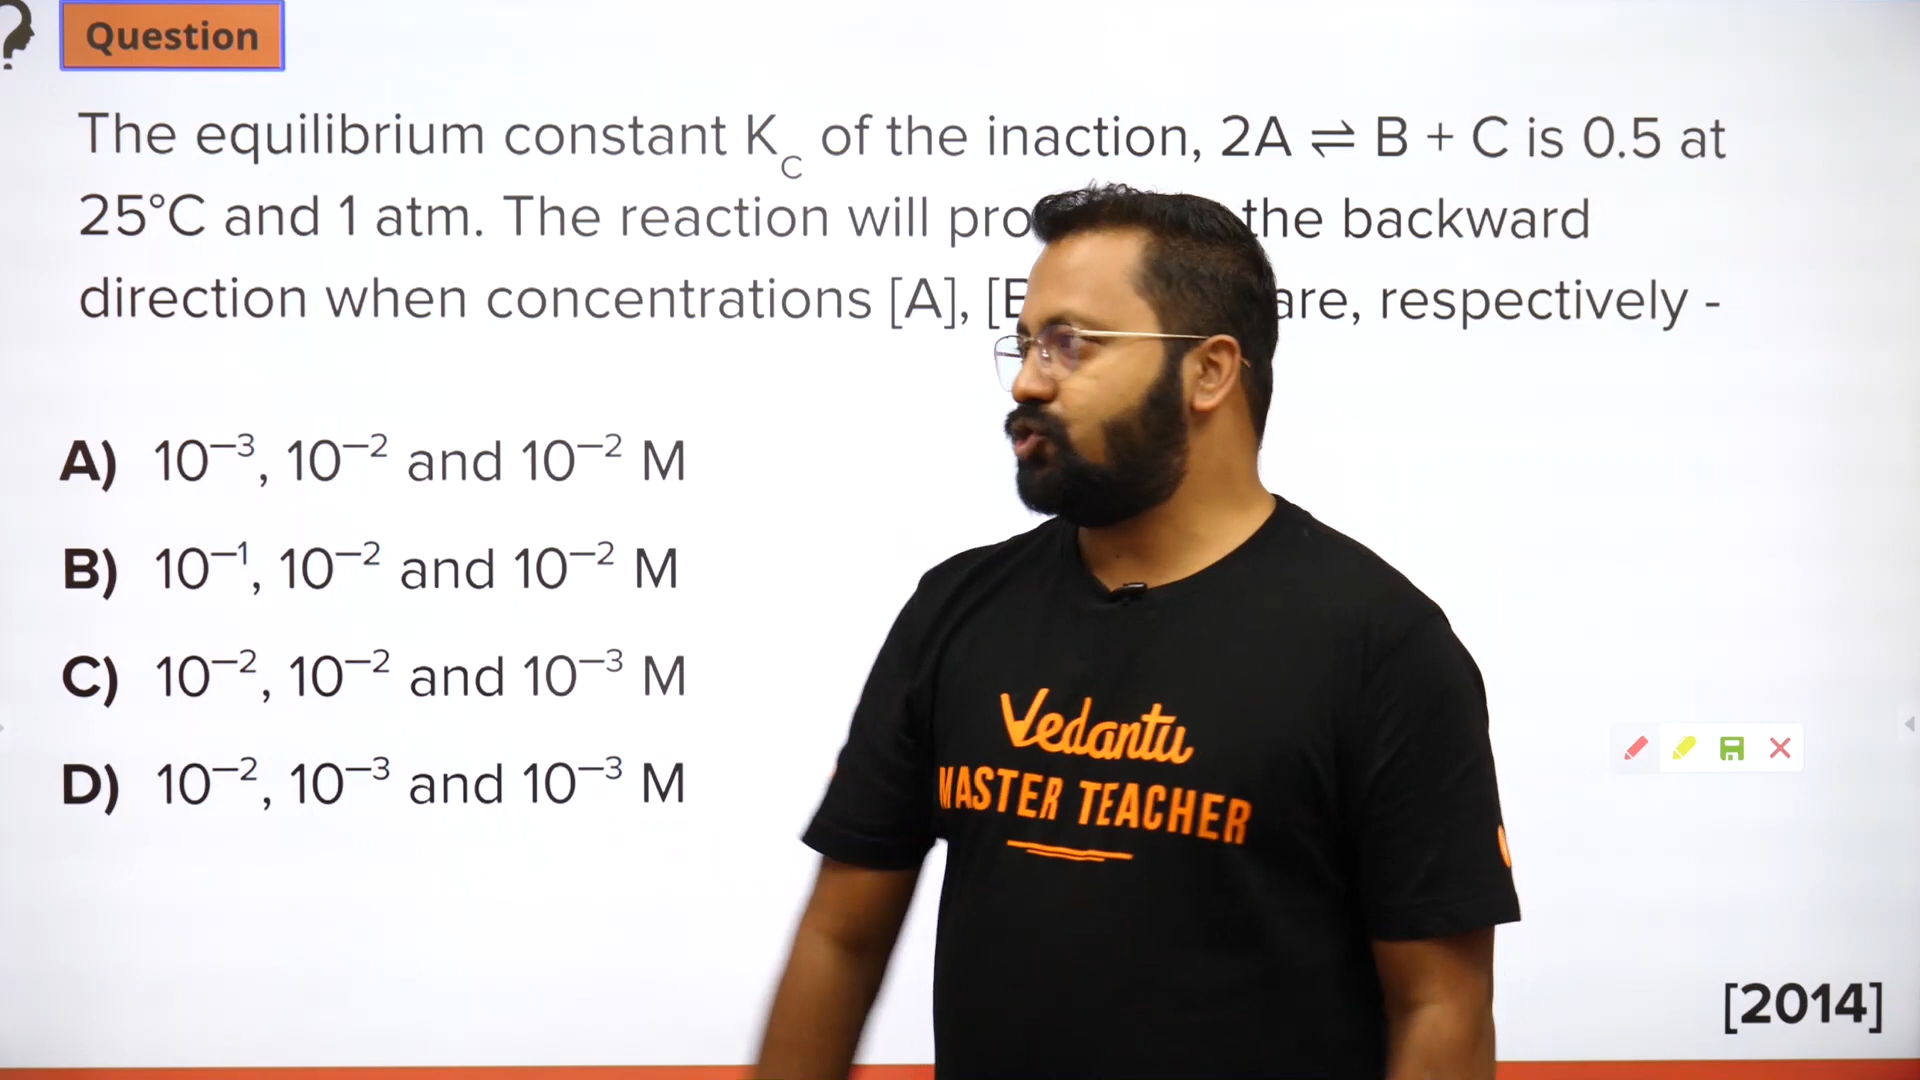 Question
The equilibrium constant K_C of the inaction, 2A ⇌ B + C is 0.5 at
25°C and 1 atm. The reaction will the backward
direction when concentrations [A], are, respectively -
A) 10⁻³, 10⁻² and 10⁻² M
B) 10⁻¹, 10⁻² and 10⁻² M
C) 10⁻², 10⁻² and 10⁻³ M
D) 10⁻², 10⁻³ and 10⁻³ M
Vedantu
MASTER TEACHER
[2014]